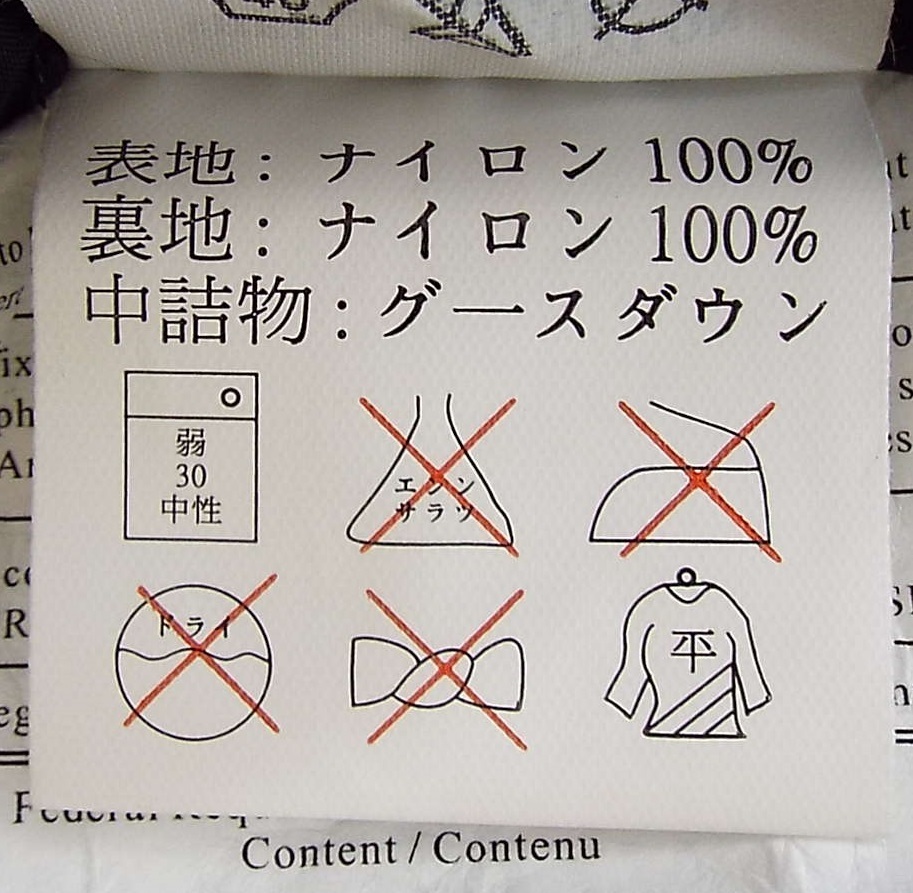 表地: ナイロン 100%
裏地: ナイロン 100%
中詰物: グースダウン
弱
30
中性
エンソ
サラツ
ドライ
平
Content / Contenu